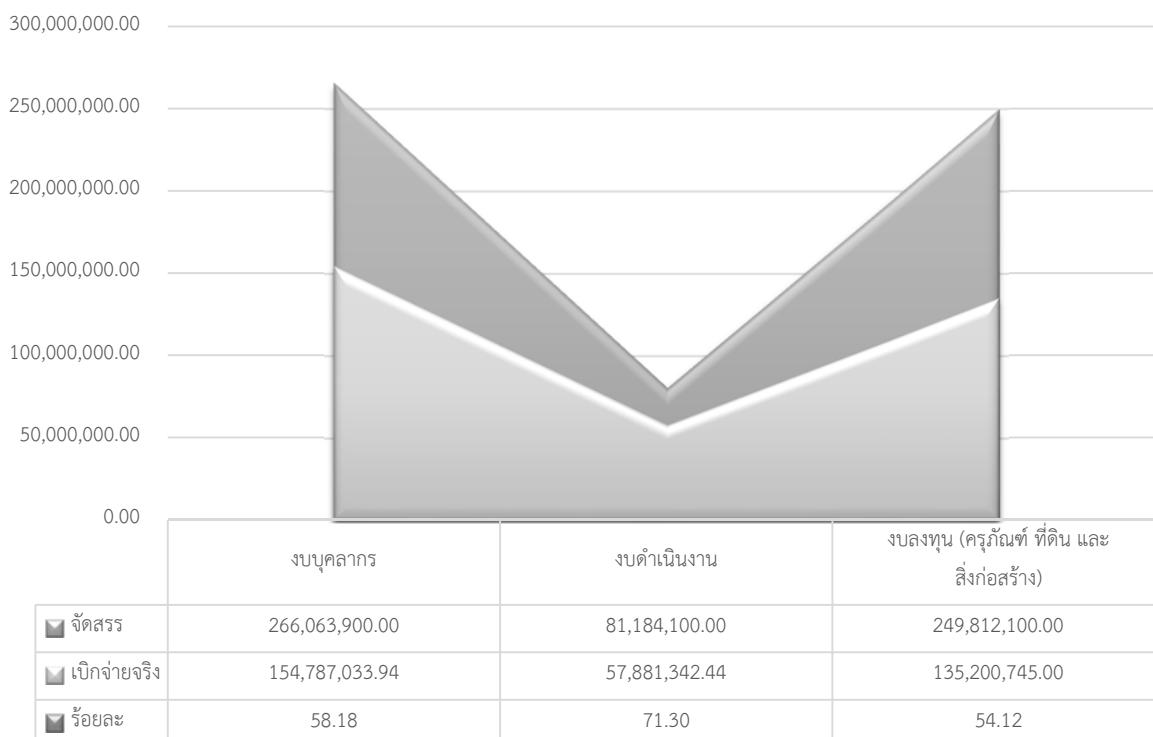 300,000,000.00
250,000,000.00
200,000,000.00
150,000,000.00
100,000,000.00
50,000,000.00
0.00
งบบุคลากร งบดำเนินงาน งบลงทุน (ครุภัณฑ์ ที่ดิน และ
สิ่งก่อสร้าง)
จัดสรร 266,063,900.00 81,184,100.00 249,812,100.00
เบิกจ่ายจริง 154,787,033.94 57,881,342.44 135,200,745.00
ร้อยละ 58.18 71.30 54.12